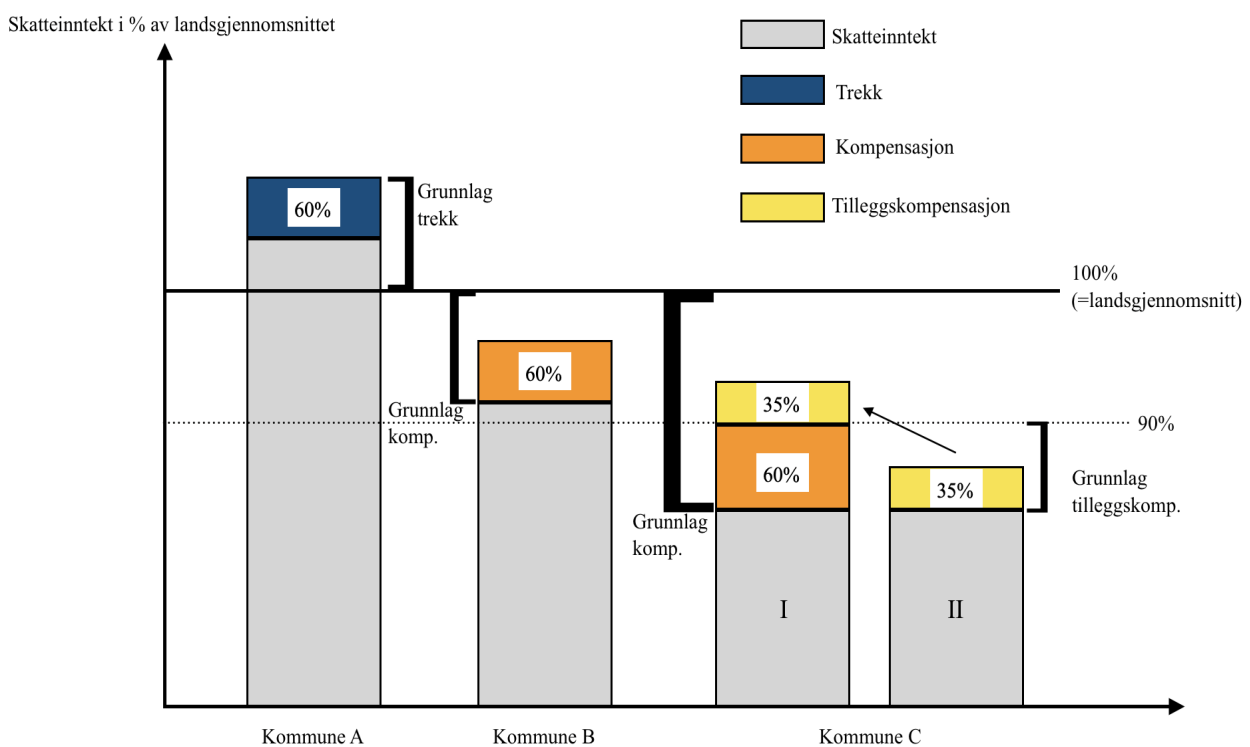 Skatteinntekt i % av landsgjennomsnittet
Skatteinntekt
Trekk
Kompensasjon
Tilleggskompensasjon
60%
Grunnlag
trekk
100%
(=landsgjennomsnitt)
60%
Grunnlag
komp.
35%
60%
Grunnlag
komp.
35%
90%
Grunnlag
tilleggskomp.
I
II
Kommune A
Kommune B
Kommune C